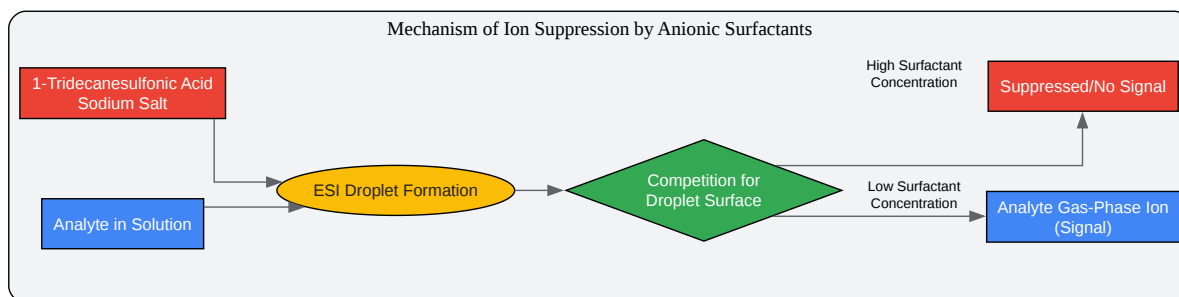 Mechanism of Ion Suppression by Anionic Surfactants
1-Tridecanesulfonic Acid
Sodium Salt
Analyte in Solution
ESI Droplet Formation
Competition for
Droplet Surface
High Surfactant
Concentration
Suppressed/No Signal
Low Surfactant
Concentration
Analyte Gas-Phase Ion
(Signal)